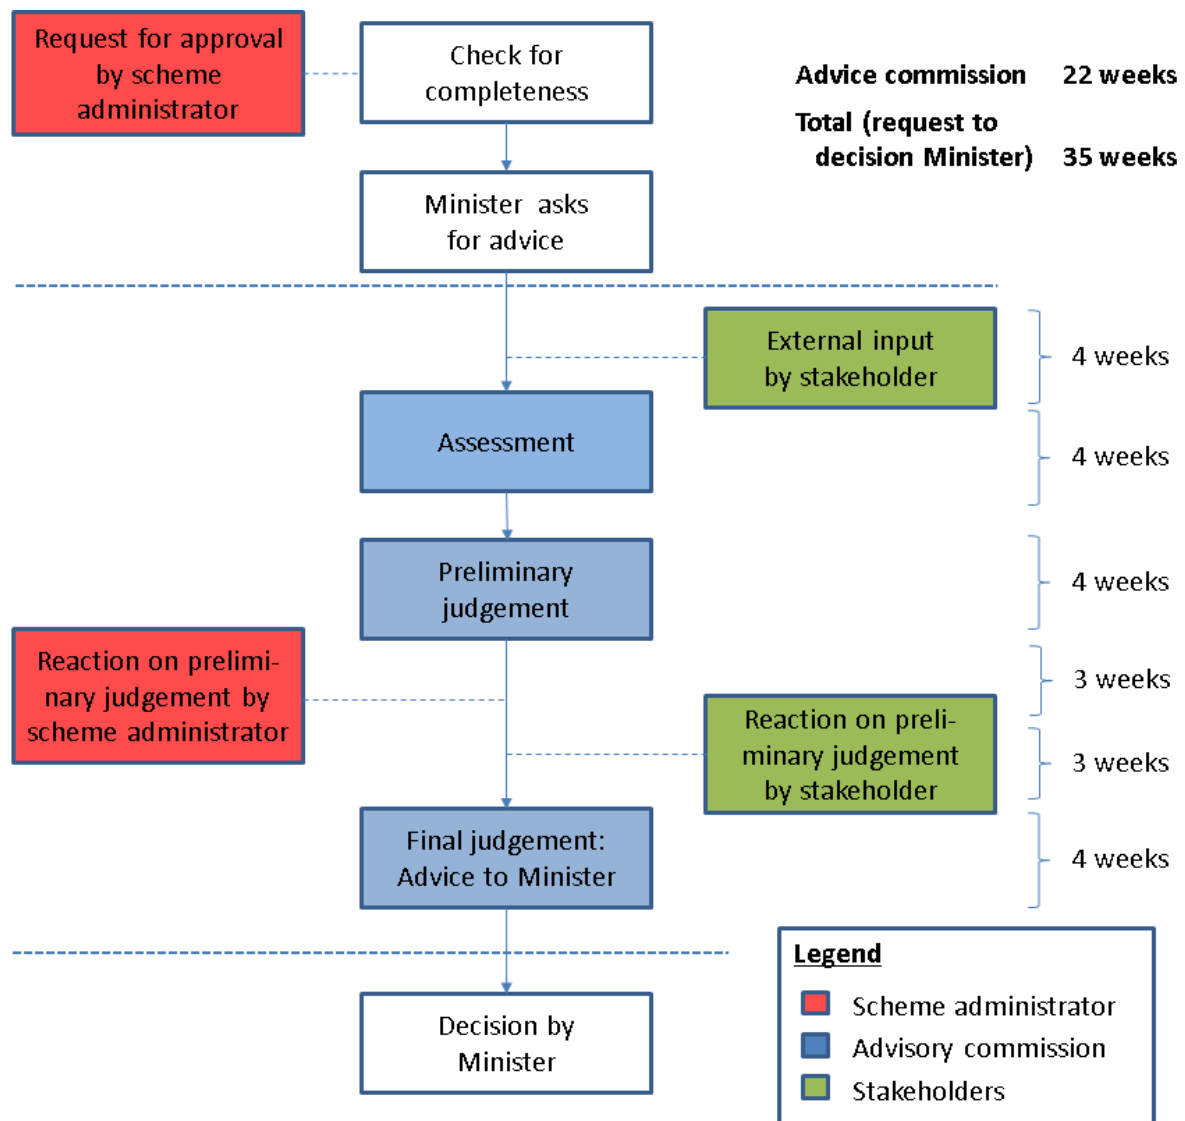 Request for approval
by scheme
administrator
Check for
completeness
Advice commission 22 weeks
Total (request to
decision Minister) 35 weeks
Minister asks
for advice
External input
by stakeholder
4 weeks
Assessment
4 weeks
Preliminary
judgement
4 weeks
Reaction on prelimi-
nary judgement by
scheme administrator
3 weeks
Reaction on preli-
minary judgement
by stakeholder
3 weeks
Final judgement:
Advice to Minister
4 weeks
Decision by
Minister
Legend
Scheme administrator
Advisory commission
Stakeholders